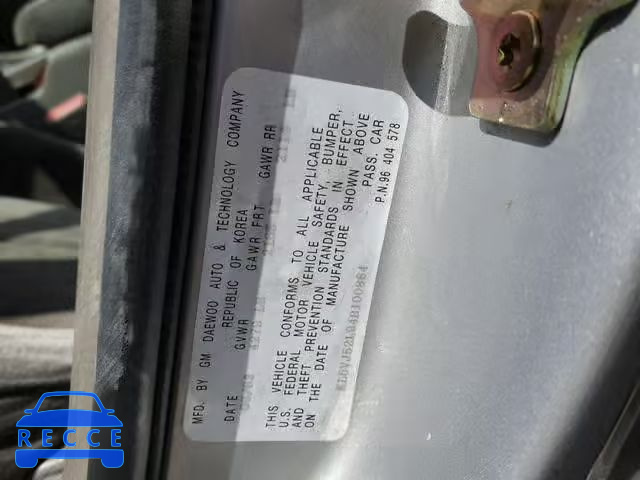 MFD. BY GM DAEWOO AUTO & TECHNOLOGY COMPANY
DATE REPUBLIC OF KOREA
GVWR GAWR FRT GAWR RR
THIS VEHICLE CONFORMS TO ALL APPLICABLE
U.S. FEDERAL MOTOR VEHICLE SAFETY, BUMPER,
AND THEFT PREVENTION STANDARDS IN EFFECT
ON THE DATE OF MANUFACTURE SHOWN ABOVE
PASS. CAR
P.N.96 404 578
RECCE